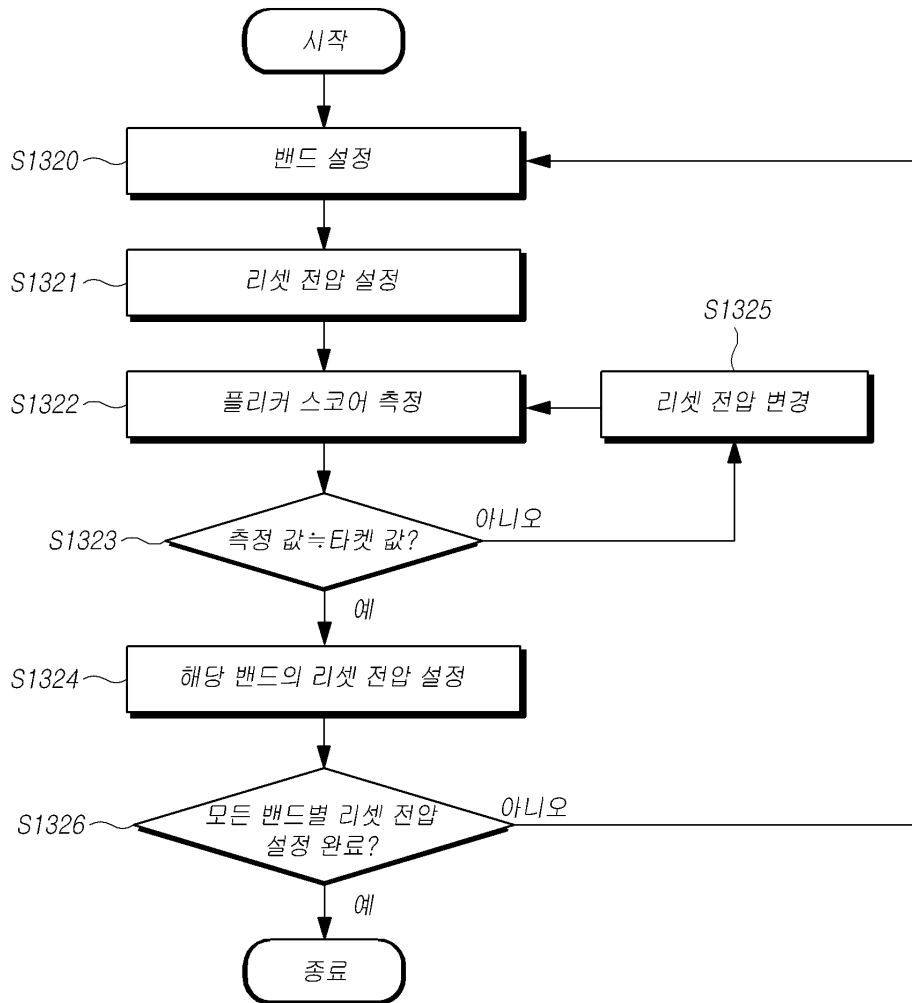 시작
S1320
밴드 설정
S1321
리셋 전압 설정
S1325
S1322
플리커 스코어 측정
리셋 전압 변경
S1323
측정 값≒타켓 값?
아니오
예
S1324
해당 밴드의 리셋 전압 설정
S1326
모든 밴드별 리셋 전압
설정 완료?
아니오
예
종료